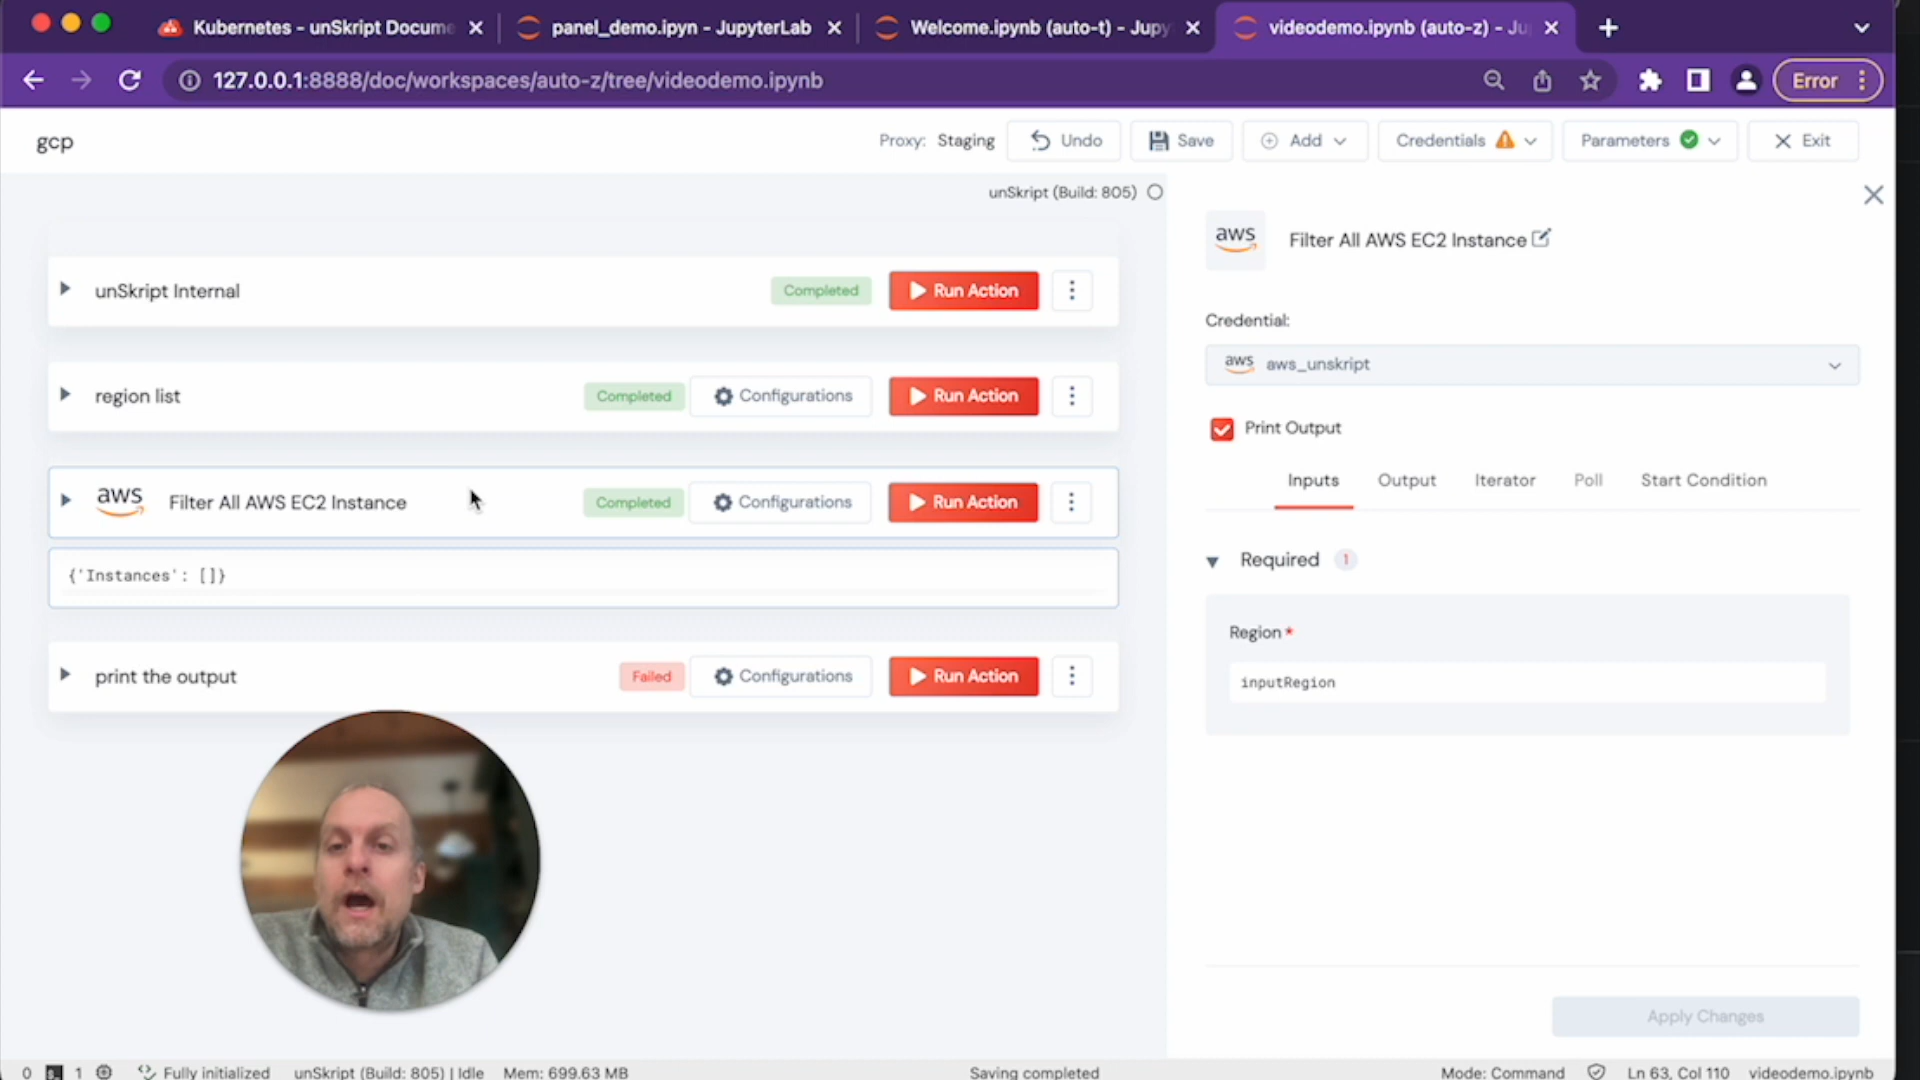 Kubernetes - unSkript Docume
panel_demo.ipyn - JupyterLab
Welcome.ipynb (auto-t) - Jupy
videodemo.ipynb (auto-z) - Ju
127.0.0.1:8888/doc/workspaces/auto-z/tree/videodemo.ipynb
Error
gcp
Proxy: Staging
Undo
Save
Add
Credentials
Parameters
Exit
unSkript (Build: 805)
unSkript Internal
Completed
Run Action
region list
Completed
Configurations
Run Action
aws
Filter All AWS EC2 Instance
Completed
Configurations
Run Action
{'Instances': []}
print the output
Failed
Configurations
Run Action
aws
Filter All AWS EC2 Instance
Credential:
aws aws_unskript
Print Output
Inputs
Output
Iterator
Poll
Start Condition
Required 1
Region *
inputRegion
Apply Changes
0
1
Fully initialized
unSkript (Build: 805) | Idle
Mem: 699.63 MB
Saving completed
Mode: Command
Ln 63, Col 110
videodemo.ipynb